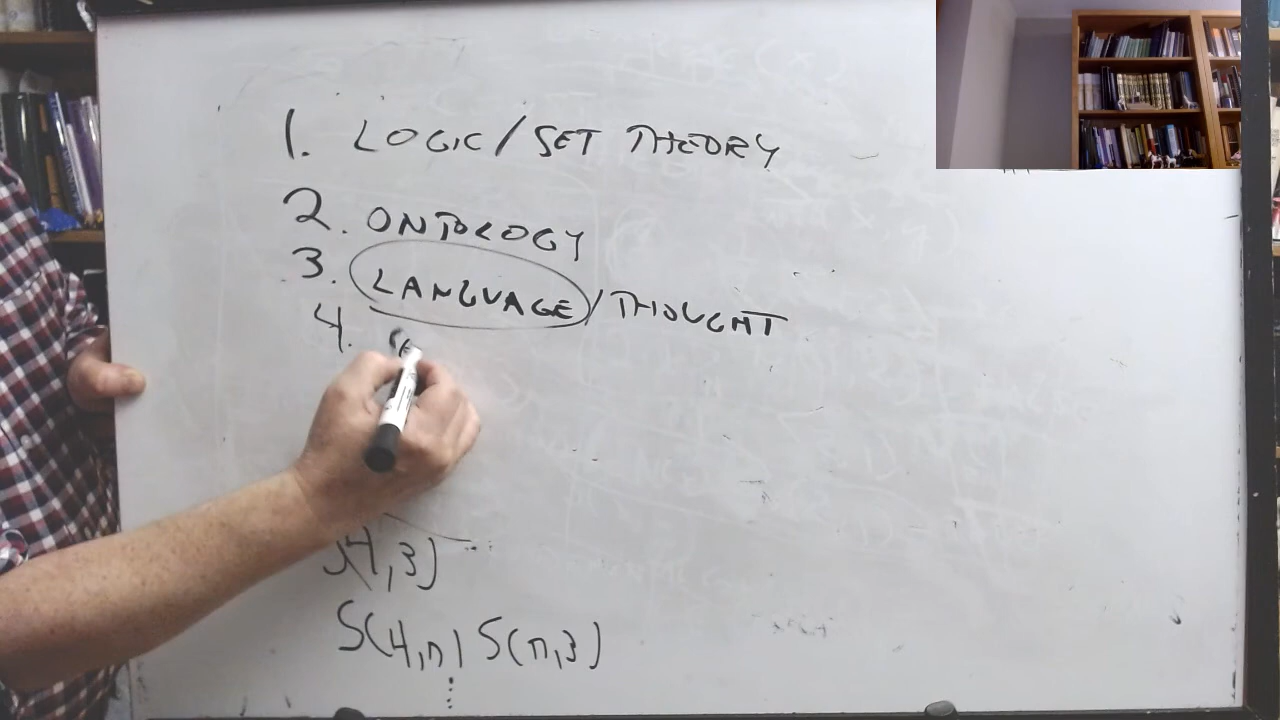 1. LOGIC/SET THEORY
2. ONTOLOGY
3. LANGUAGE/THOUGHT
4.
(4,3)
S(4,n) S(n,3)
⋮